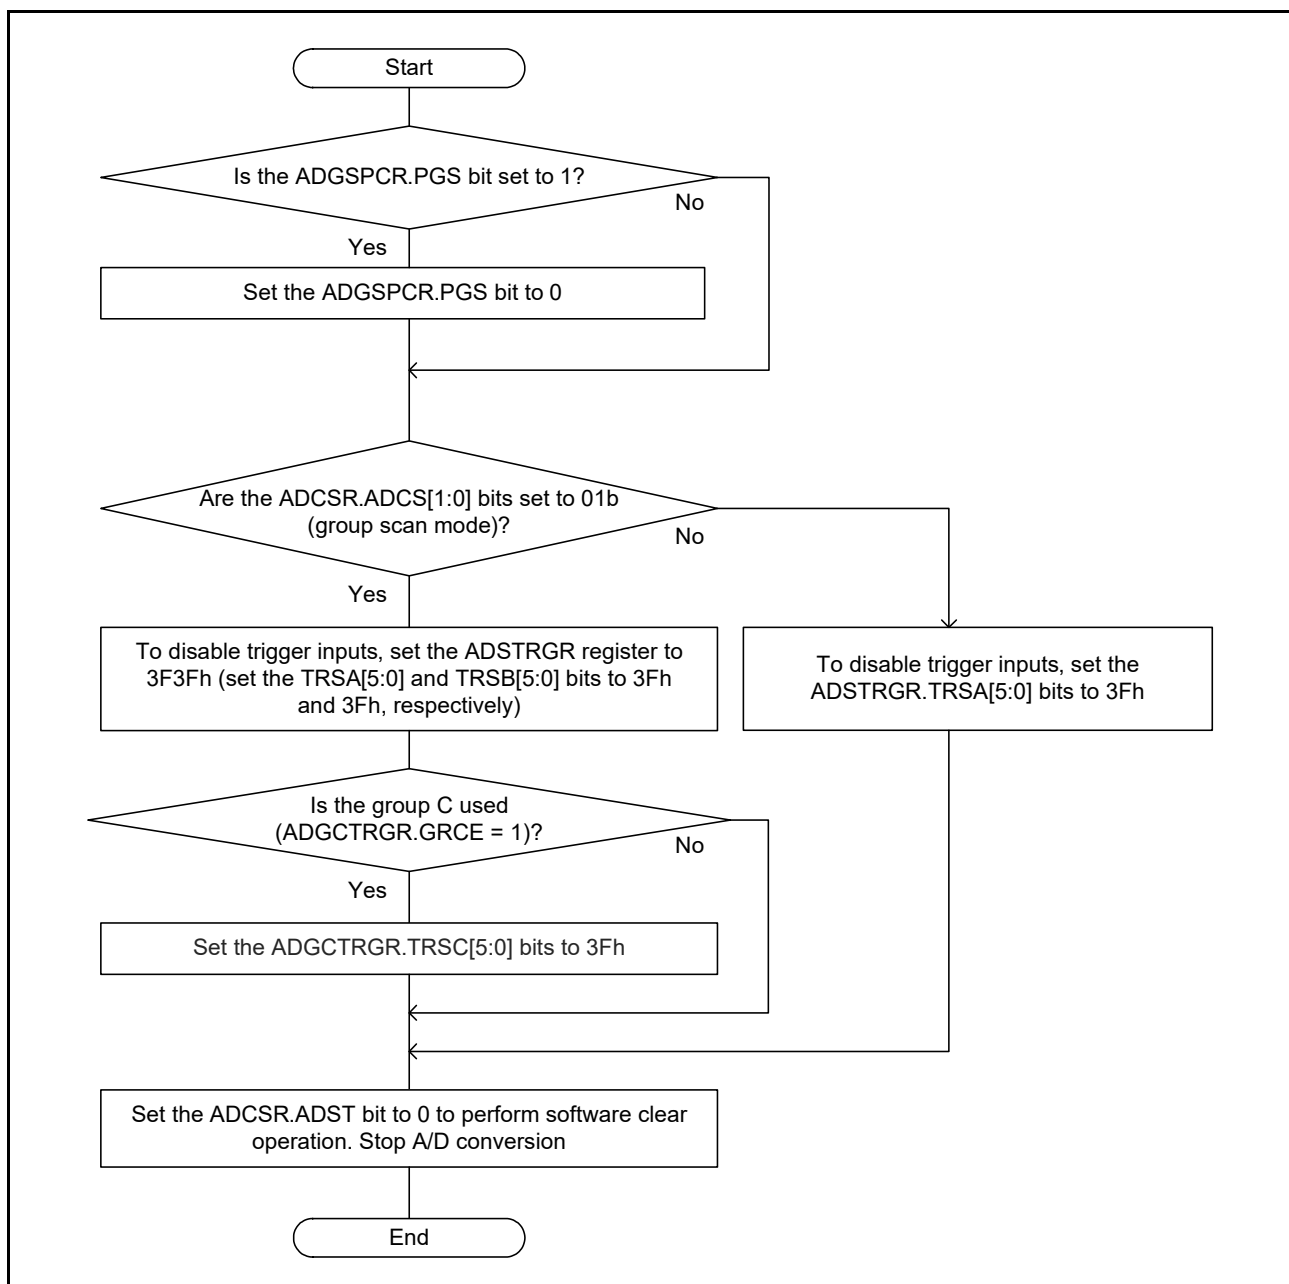 Start
Is the ADGSPCR.PGS bit set to 1?
No
Yes
Set the ADGSPCR.PGS bit to 0
Are the ADCSR.ADCS[1:0] bits set to 01b
(group scan mode)?
No
Yes
To disable trigger inputs, set the ADSTRGR register to
3F3Fh (set the TRSA[5:0] and TRSB[5:0] bits to 3Fh
and 3Fh, respectively)
To disable trigger inputs, set the
ADSTRGR.TRSA[5:0] bits to 3Fh
Is the group C used
(ADGCTRGR.GRCE = 1)?
No
Yes
Set the ADGCTRGR.TRSC[5:0] bits to 3Fh
Set the ADCSR.ADST bit to 0 to perform software clear
operation. Stop A/D conversion
End